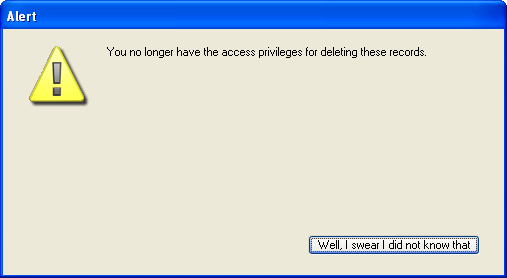 Alert
You no longer have the access privileges for deleting these records.
Well, I swear I did not know that